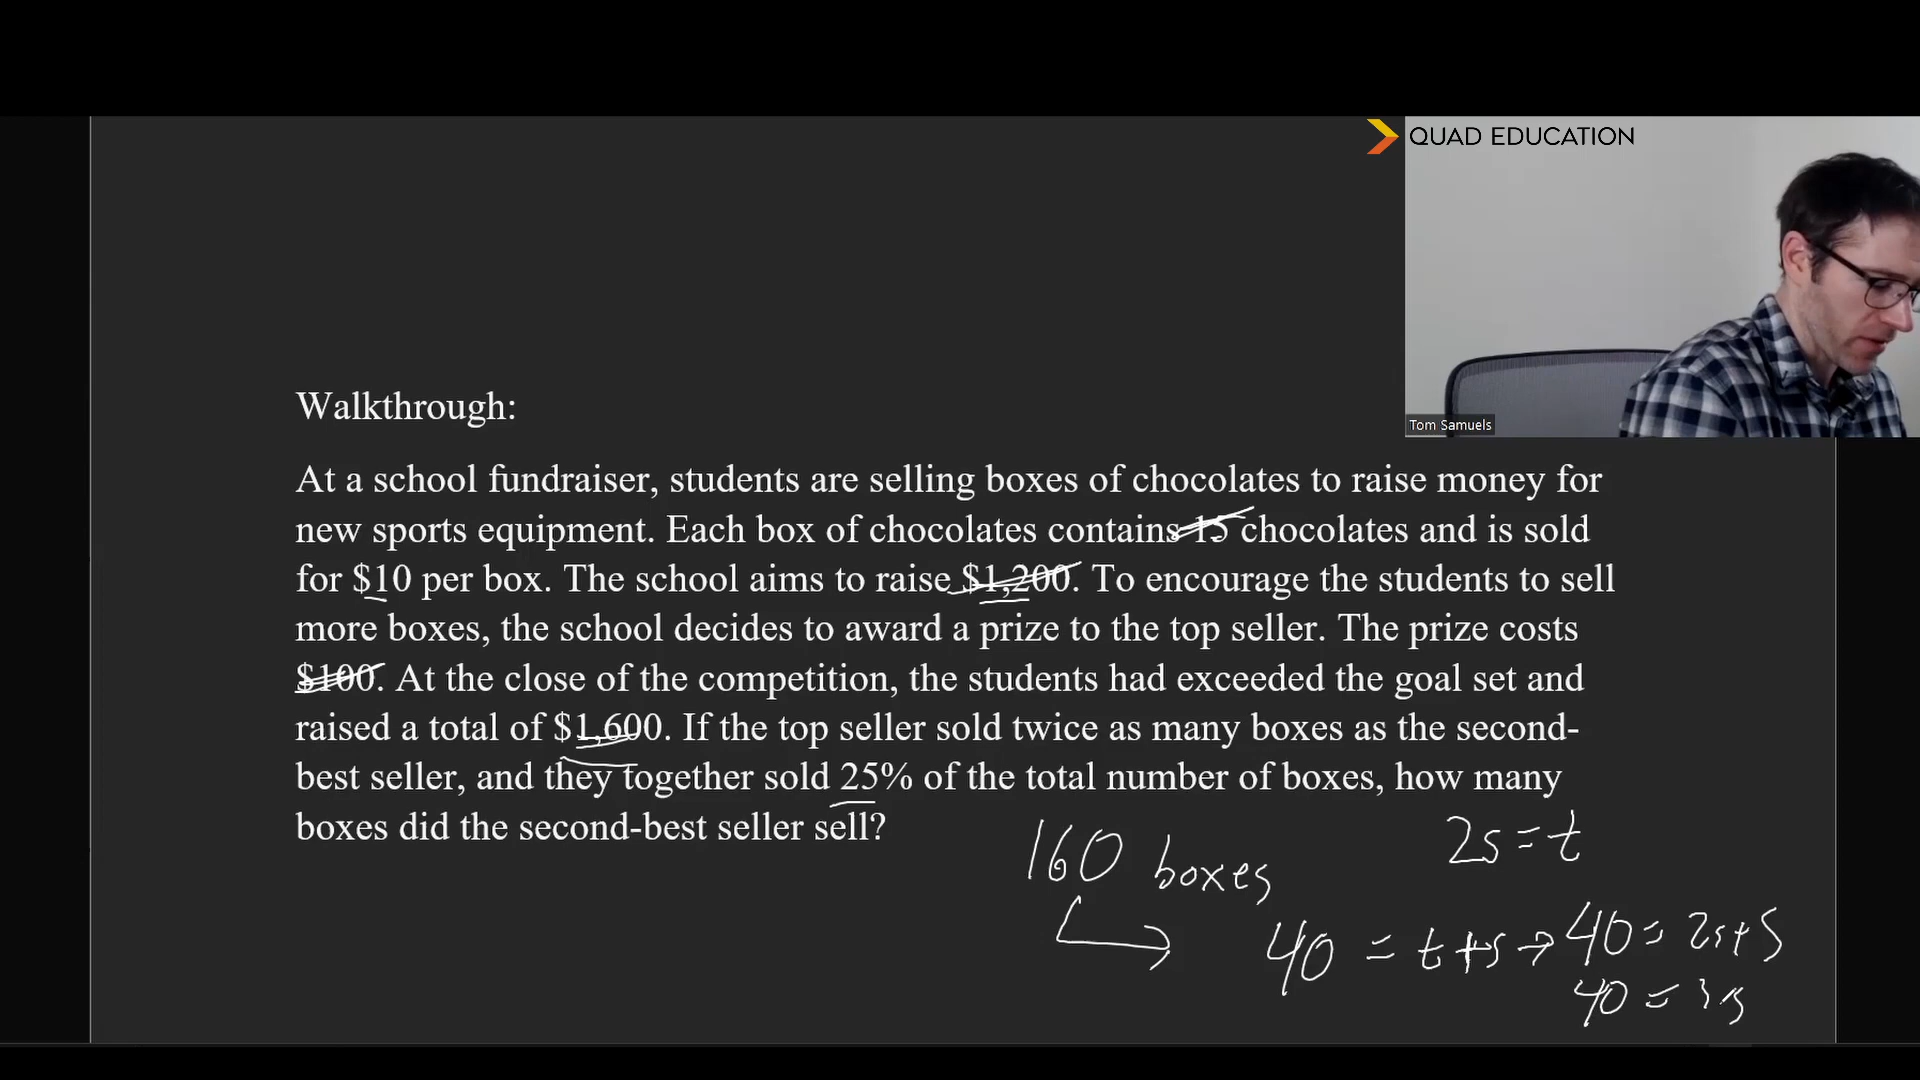 QUAD EDUCATION
Tom Samuels
Walkthrough:
At a school fundraiser, students are selling boxes of chocolates to raise money for
new sports equipment. Each box of chocolates contains 15 chocolates and is sold
for $10 per box. The school aims to raise $1,200. To encourage the students to sell
more boxes, the school decides to award a prize to the top seller. The prize costs
$100. At the close of the competition, the students had exceeded the goal set and
raised a total of $1,600. If the top seller sold twice as many boxes as the second-
best seller, and they together sold 25% of the total number of boxes, how many
boxes did the second-best seller sell?
160 boxes
2s = t
40 = t+s → 40 = 2s+s
40 = 3s